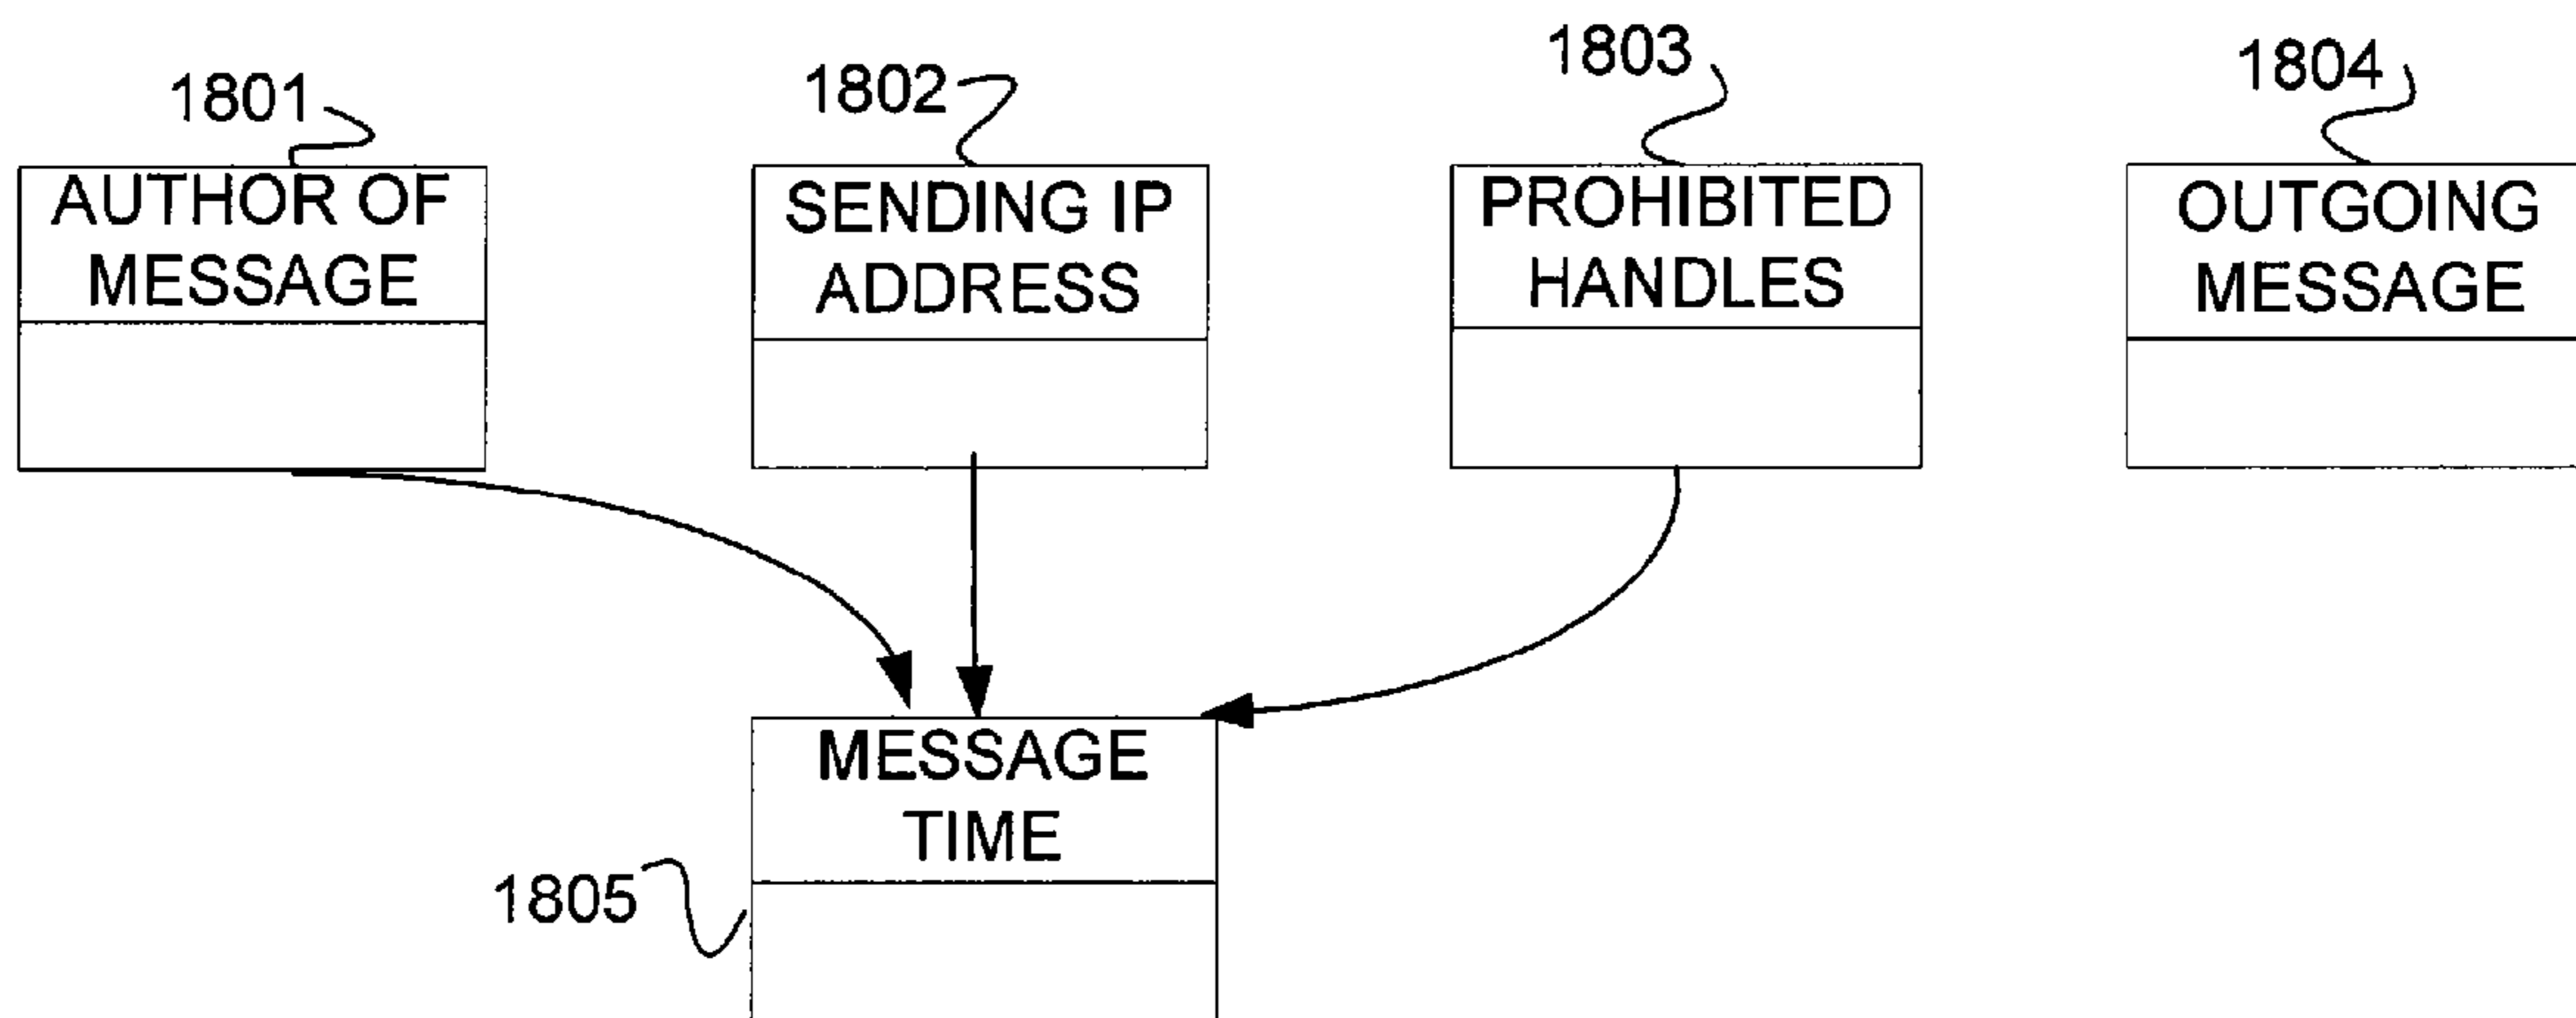 1801
1802
1803
1804
AUTHOR OF
MESSAGE
SENDING IP
ADDRESS
PROHIBITED
HANDLES
OUTGOING
MESSAGE
MESSAGE
TIME
1805